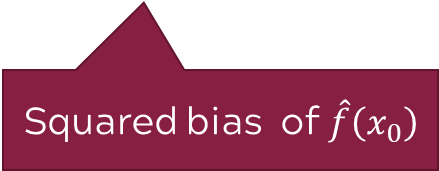 Squared bias of f̂(x₀)